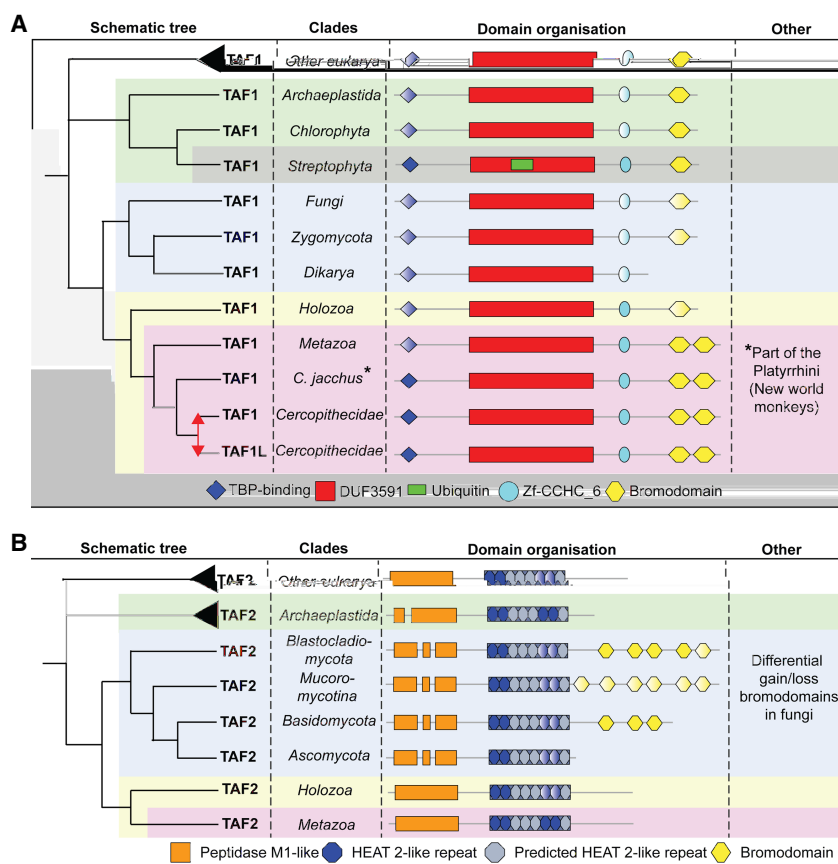 A
Schematic tree Clades Domain organisation Other
TAF1 Other eukarya
TAF1 Archaeplastida
TAF1 Chlorophyta
TAF1 Streptophyta
TAF1 Fungi
TAF1 Zygomycota
TAF1 Dikarya
TAF1 Holozoa
TAF1 Metazoa
TAF1 C. jacchus*
TAF1 Cercopithecidae
TAF1L Cercopithecidae
*Part of the
Platyrrhini
(New world
monkeys)
TBP-binding DUF3591 Ubiquitin Zf-CCHC_6 Bromodomain
B
Schematic tree Clades Domain organisation Other
TAF2 Other eukarya
TAF2 Archaeplastida
TAF2 Blastocladio-
mycota
TAF2 Mucoro-
mycotina
TAF2 Basidomycota
TAF2 Ascomycota
TAF2 Holozoa
TAF2 Metazoa
Differential
gain/loss
bromodomains
in fungi
Peptidase M1-like HEAT 2-like repeat Predicted HEAT 2-like repeat Bromodomain